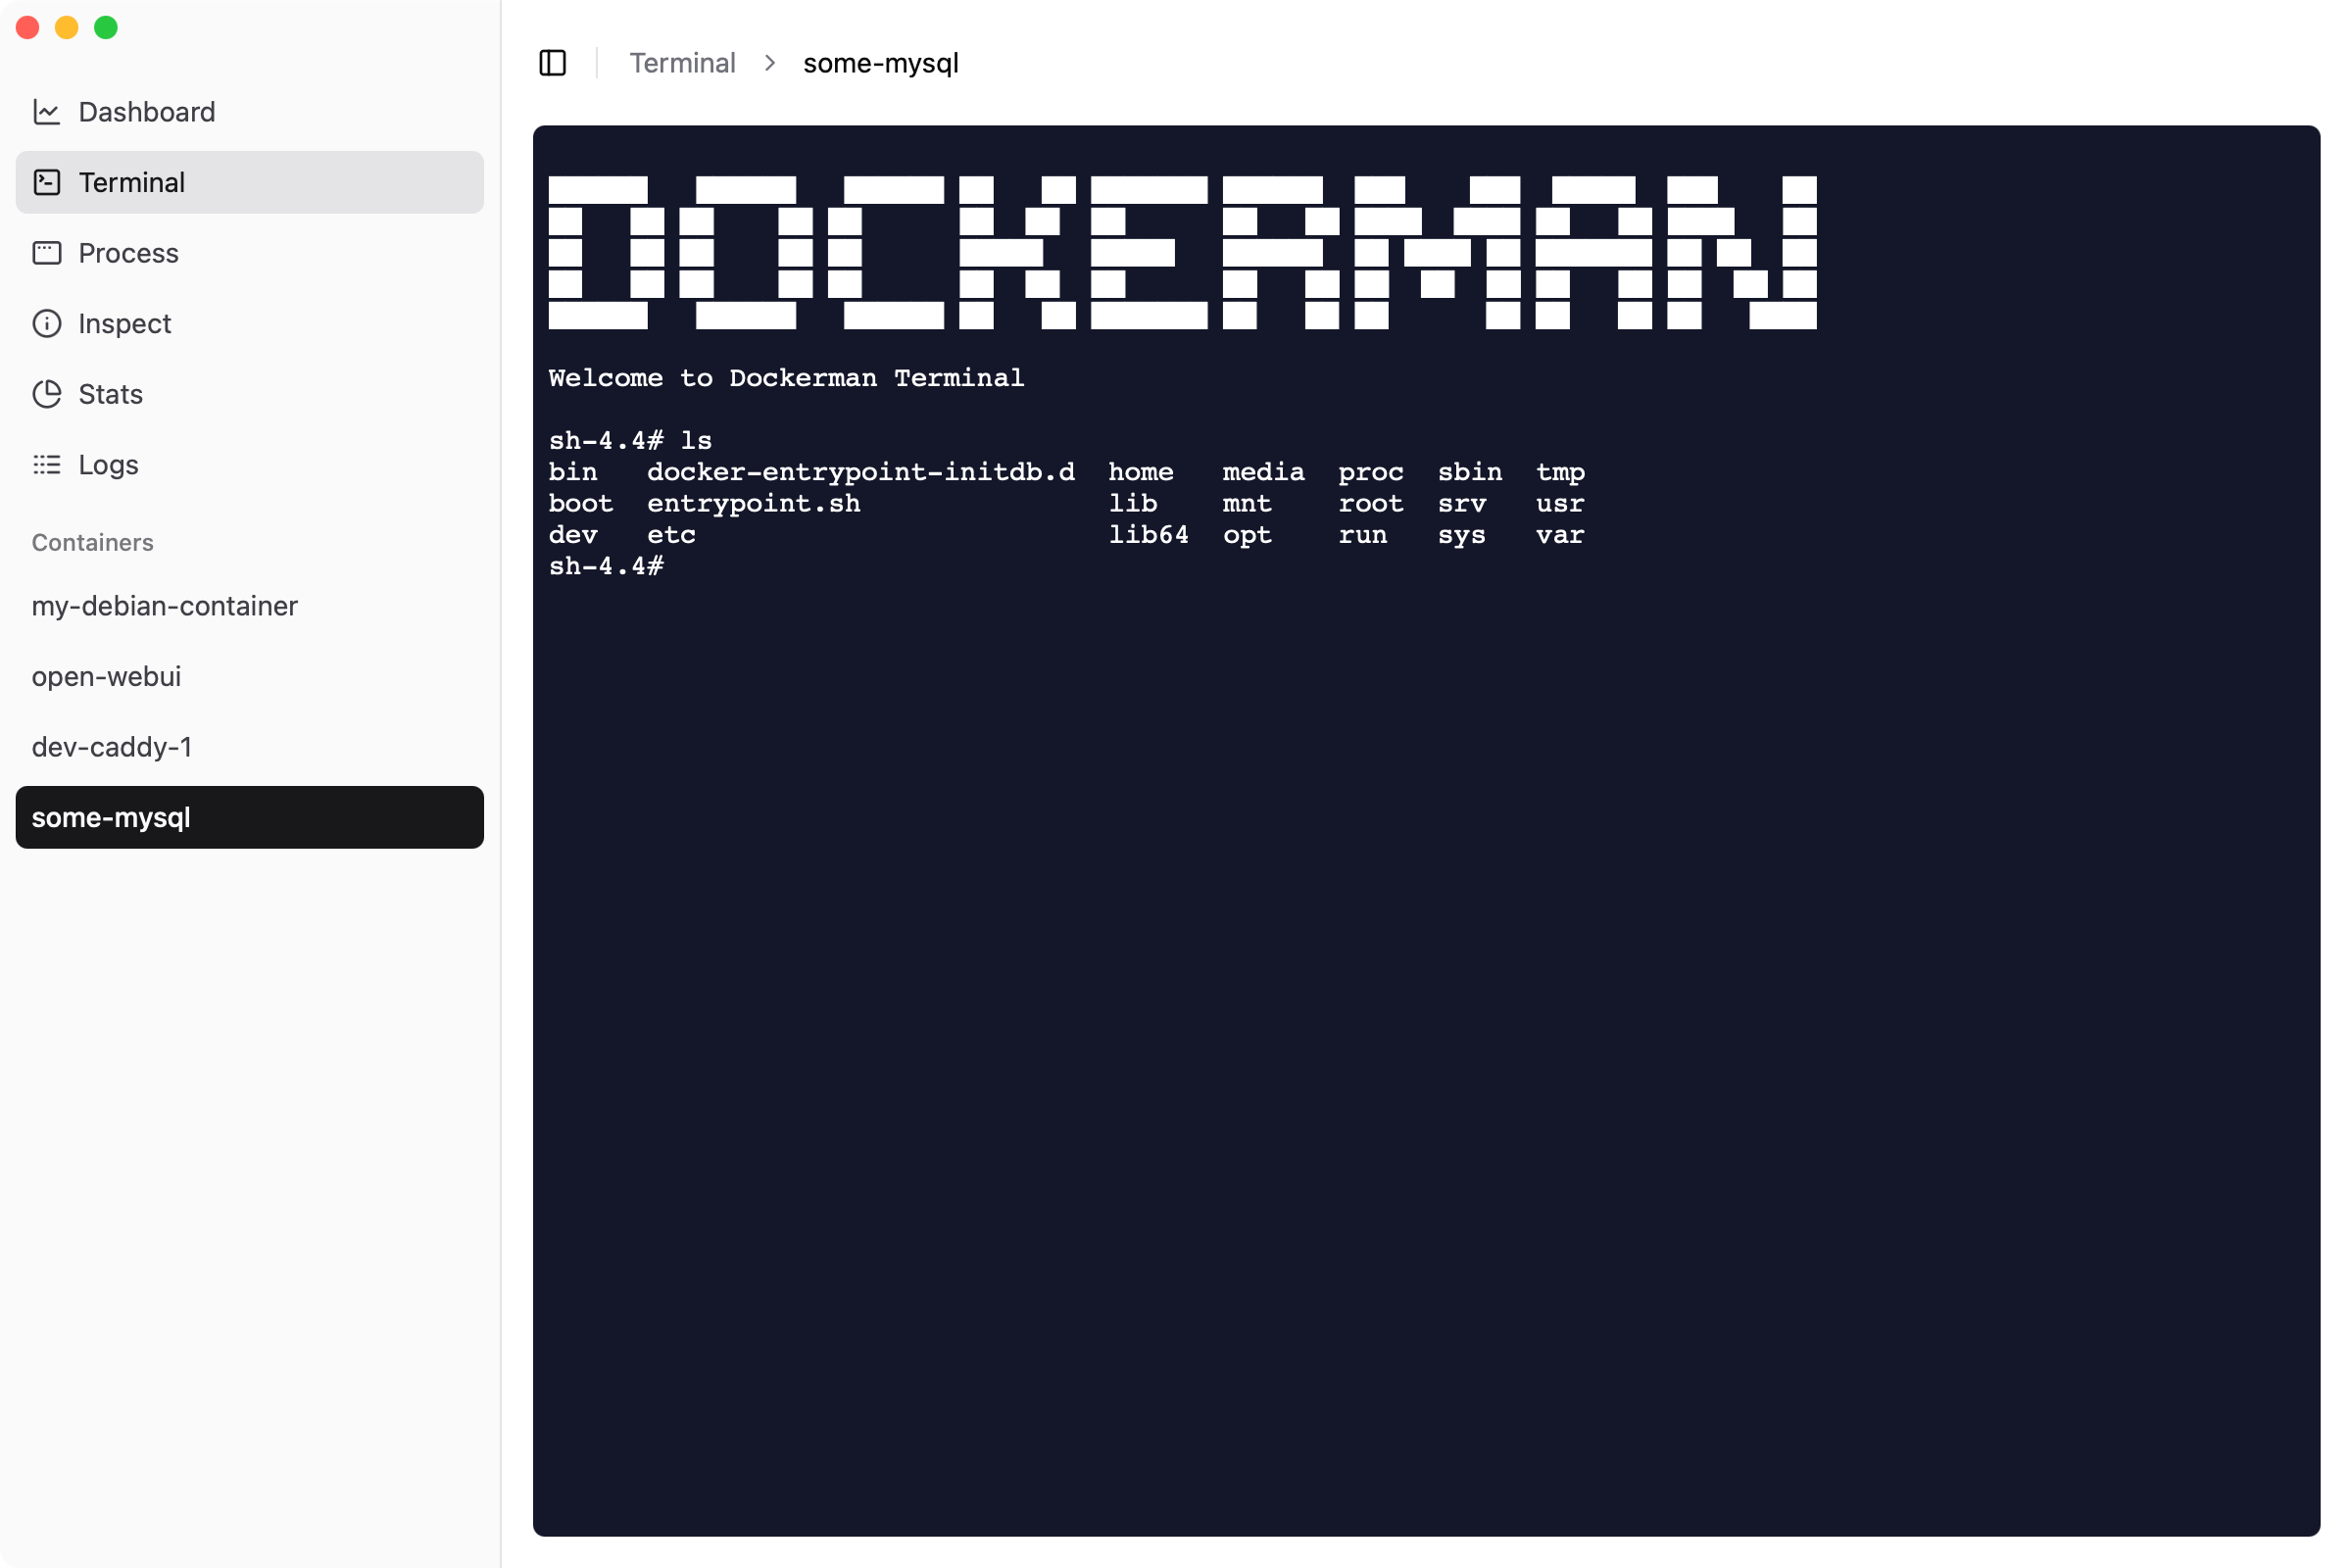 Dashboard
Terminal
Process
Inspect
Stats
Logs
Containers
my-debian-container
open-webui
dev-caddy-1
some-mysql
Terminal > some-mysql
DOCKERMAN
Welcome to Dockerman Terminal
sh-4.4# ls
bin   docker-entrypoint-initdb.d  home   media  proc  sbin  tmp
boot  entrypoint.sh               lib    mnt    root  srv   usr
dev   etc                         lib64  opt    run   sys   var
sh-4.4#